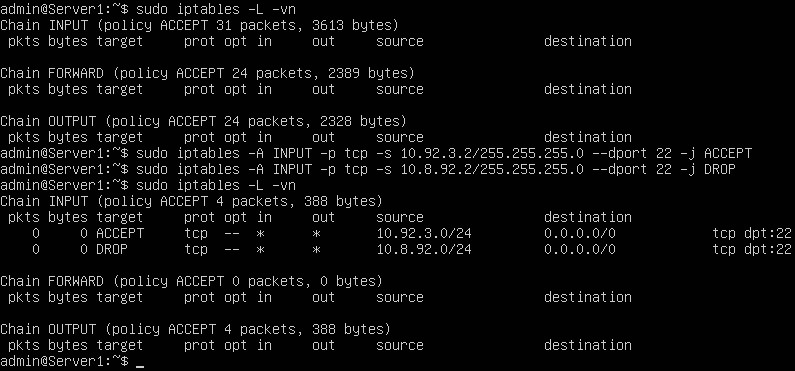 admin@Server1:~$ sudo iptables -L -vn
Chain INPUT (policy ACCEPT 31 packets, 3613 bytes)
 pkts bytes target     prot opt in     out     source               destination

Chain FORWARD (policy ACCEPT 24 packets, 2389 bytes)
 pkts bytes target     prot opt in     out     source               destination

Chain OUTPUT (policy ACCEPT 24 packets, 2328 bytes)
 pkts bytes target     prot opt in     out     source               destination
admin@Server1:~$ sudo iptables -A INPUT -p tcp -s 10.92.3.2/255.255.255.0 --dport 22 -j ACCEPT
admin@Server1:~$ sudo iptables -A INPUT -p tcp -s 10.8.92.2/255.255.255.0 --dport 22 -j DROP
admin@Server1:~$ sudo iptables -L -vn
Chain INPUT (policy ACCEPT 4 packets, 388 bytes)
 pkts bytes target     prot opt in     out     source               destination
    0     0 ACCEPT     tcp  --  *      *       10.92.3.0/24         0.0.0.0/0            tcp dpt:22
    0     0 DROP       tcp  --  *      *       10.8.92.0/24         0.0.0.0/0            tcp dpt:22

Chain FORWARD (policy ACCEPT 0 packets, 0 bytes)
 pkts bytes target     prot opt in     out     source               destination

Chain OUTPUT (policy ACCEPT 4 packets, 388 bytes)
 pkts bytes target     prot opt in     out     source               destination
admin@Server1:~$ _